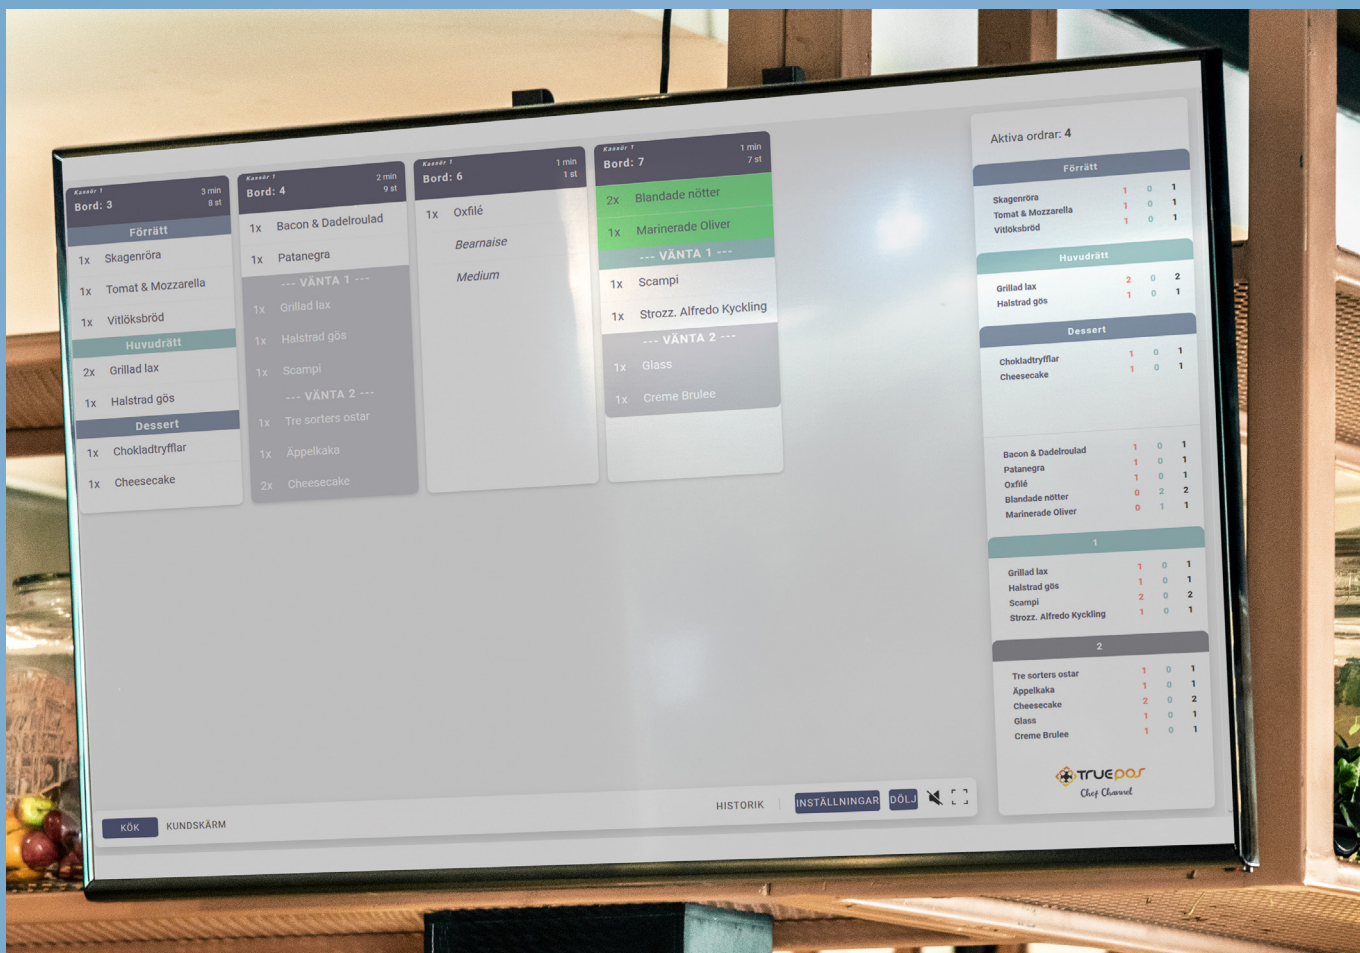 Kassör 1
3 min
Bord: 3
8 st
Förrätt
1x Skagenröra
1x Tomat & Mozzarella
1x Vitlöksbröd
Huvudrätt
2x Grillad lax
1x Halstrad gös
Dessert
1x Chokladtryfflar
1x Cheesecake
Kassör 1
2 min
Bord: 4
9 st
1x Bacon & Dadelroulad
1x Patanegra
--- VÄNTA 1 ---
1x Grillad lax
1x Halstrad gös
1x Scampi
--- VÄNTA 2 ---
1x Tre sorters ostar
1x Äppelkaka
2x Cheesecake
Kassör 1
1 min
Bord: 6
1 st
1x Oxfilé
Bearnaise
Medium
Kassör 1
1 min
Bord: 7
7 st
2x Blandade nötter
1x Marinerade Oliver
--- VÄNTA 1 ---
1x Scampi
1x Strozz. Alfredo Kyckling
--- VÄNTA 2 ---
1x Glass
1x Creme Brulee
Aktiva ordrar: 4
Förrätt
Skagenröra 1 0 1
Tomat & Mozzarella 1 0 1
Vitlöksbröd 1 0 1
Huvudrätt
Grillad lax 2 0 2
Halstrad gös 1 0 1
Dessert
Chokladtryfflar 1 0 1
Cheesecake 1 0 1
Bacon & Dadelroulad 1 0 1
Patanegra 1 0 1
Oxfilé 1 0 1
Blandade nötter 0 2 2
Marinerade Oliver 0 1 1
1
Grillad lax 1 0 1
Halstrad gös 1 0 1
Scampi 2 0 2
Strozz. Alfredo Kyckling 1 0 1
2
Tre sorters ostar 1 0 1
Äppelkaka 1 0 1
Cheesecake 2 0 2
Glass 1 0 1
Creme Brulee 1 0 1
truepos
Chef Channel
KÖK
KUNDSKÄRM
HISTORIK
INSTÄLLNINGAR
DÖLJ